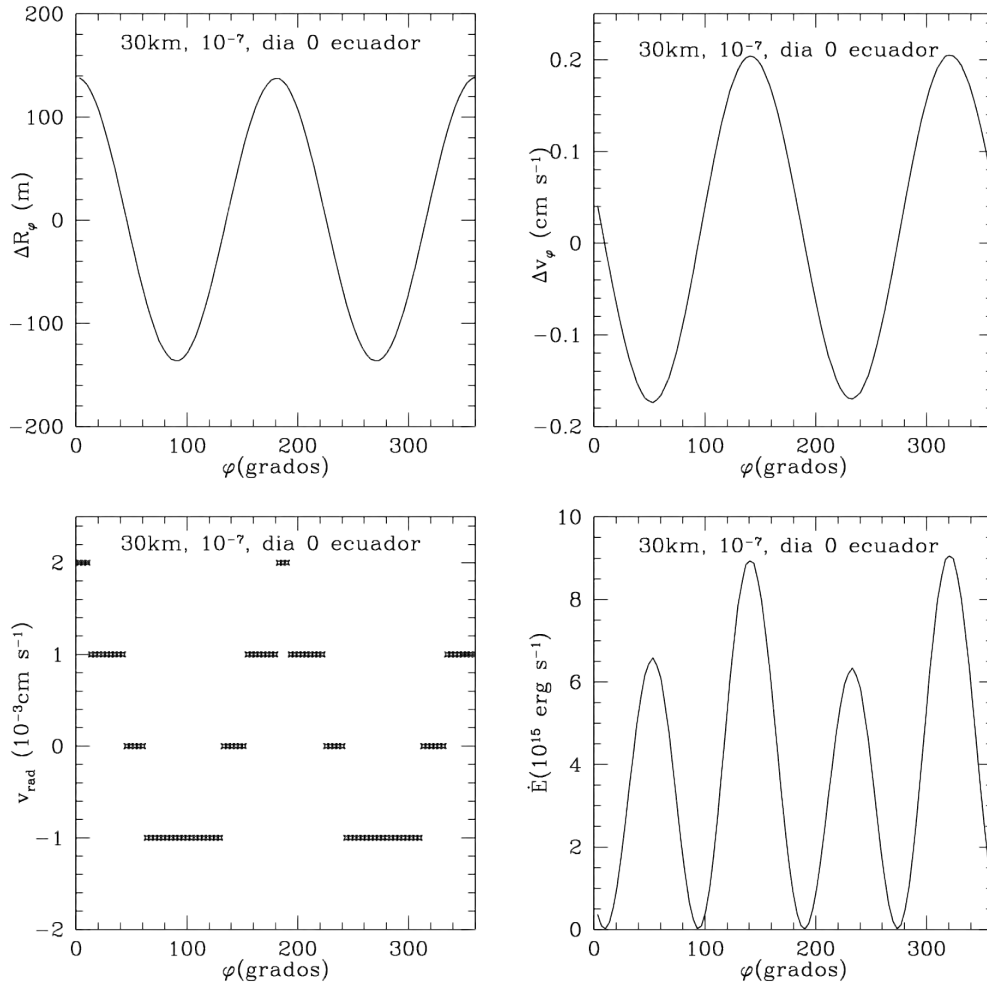 30km, 10⁻⁷, dia 0 ecuador
ΔRφ (m)
200
100
0
−100
−200
0 100 200 300
φ(grados)
30km, 10⁻⁷, dia 0 ecuador
Δvφ (cm s⁻¹)
0.2
0.1
0
−0.1
−0.2
0 100 200 300
φ(grados)
30km, 10⁻⁷, dia 0 ecuador
v_rad (10⁻³cm s⁻¹)
2
1
0
−1
−2
0 100 200 300
φ(grados)
30km, 10⁻⁷, dia 0 ecuador
Ė(10¹⁵ erg s⁻¹)
10
8
6
4
2
0
0 100 200 300
φ(grados)